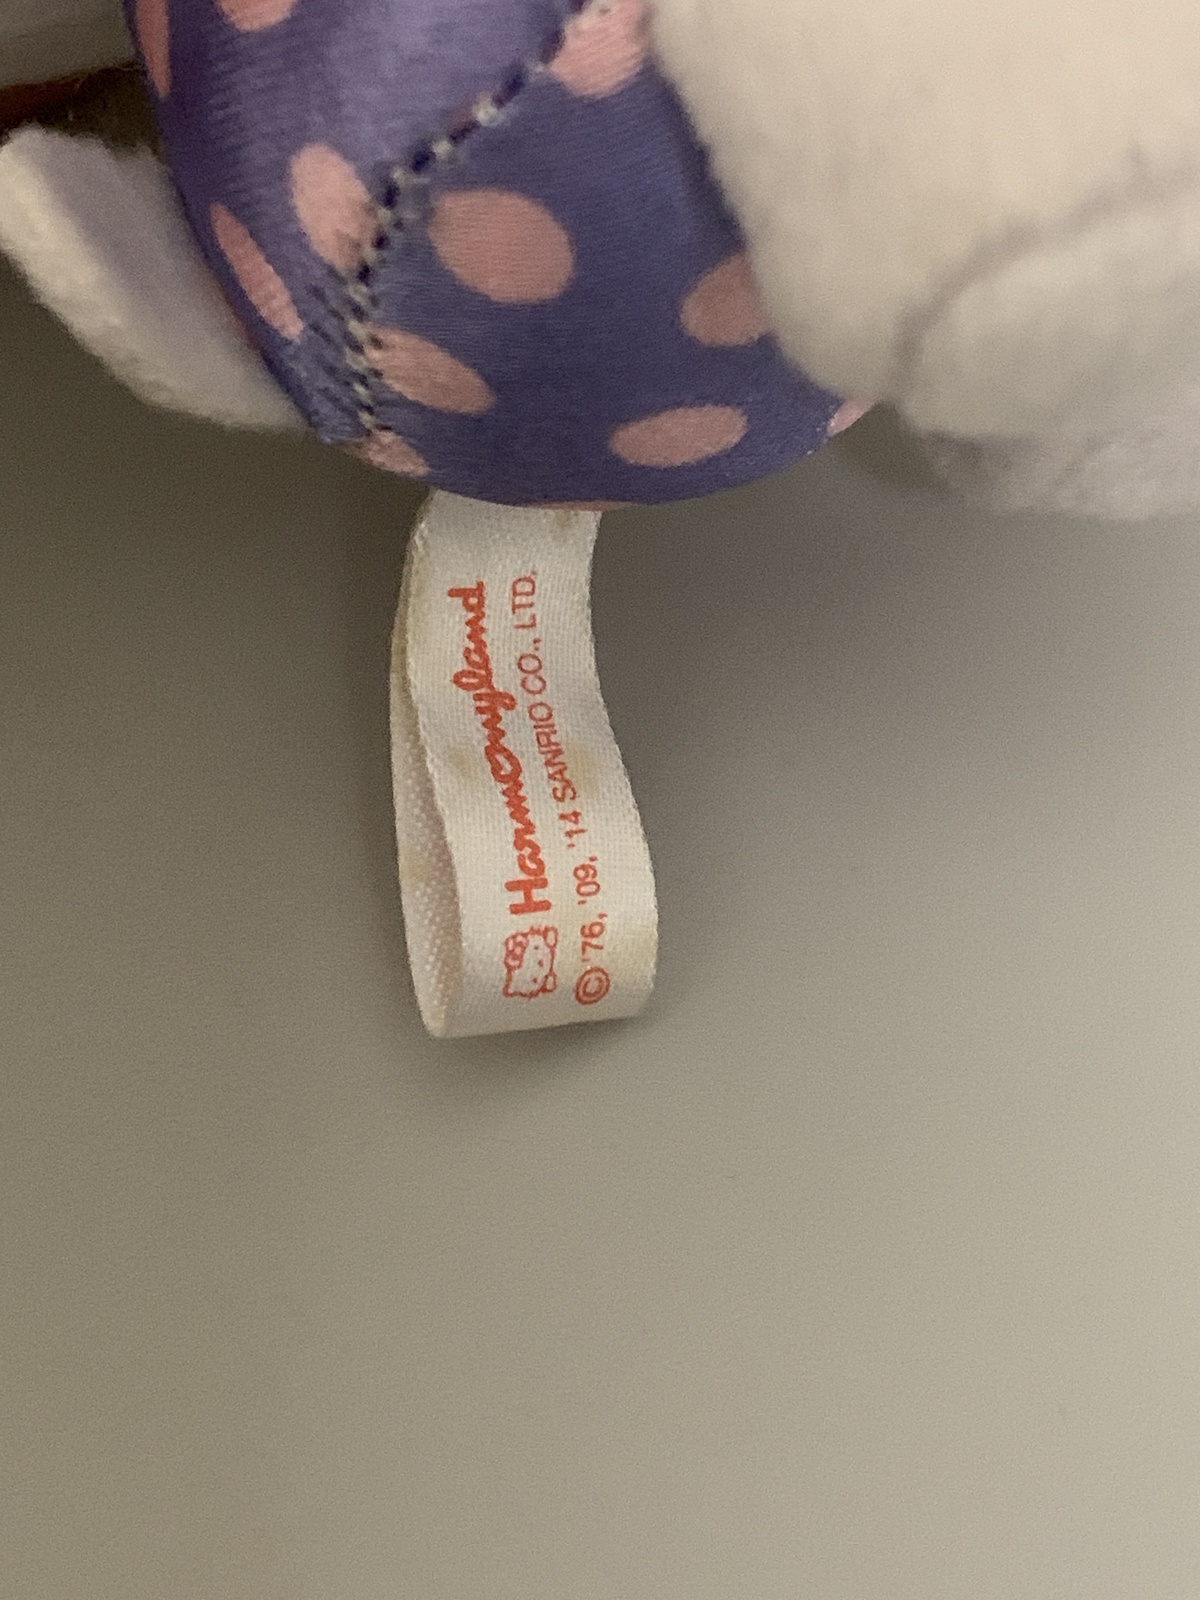 Harmonyland
© '76, '09, '14 SANRIO CO., LTD.